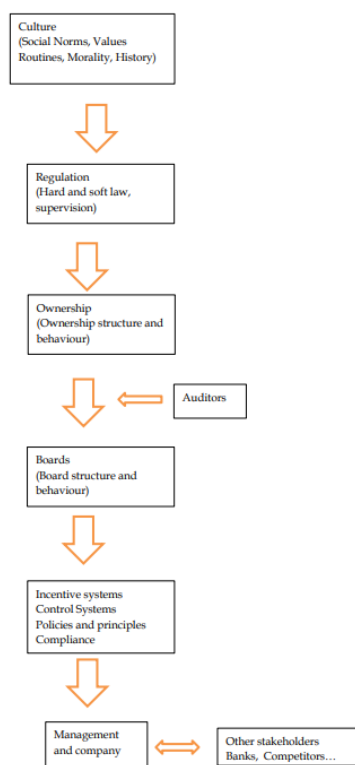 Culture
(Social Norms, Values
Routines, Morality, History)
Regulation
(Hard and soft law,
supervision)
Ownership
(Ownership structure and
behaviour)
Auditors
Boards
(Board structure and
behaviour)
Incentive systems
Control Systems
Policies and principles
Compliance
Management
and company
Other stakeholders
Banks, Competitors…